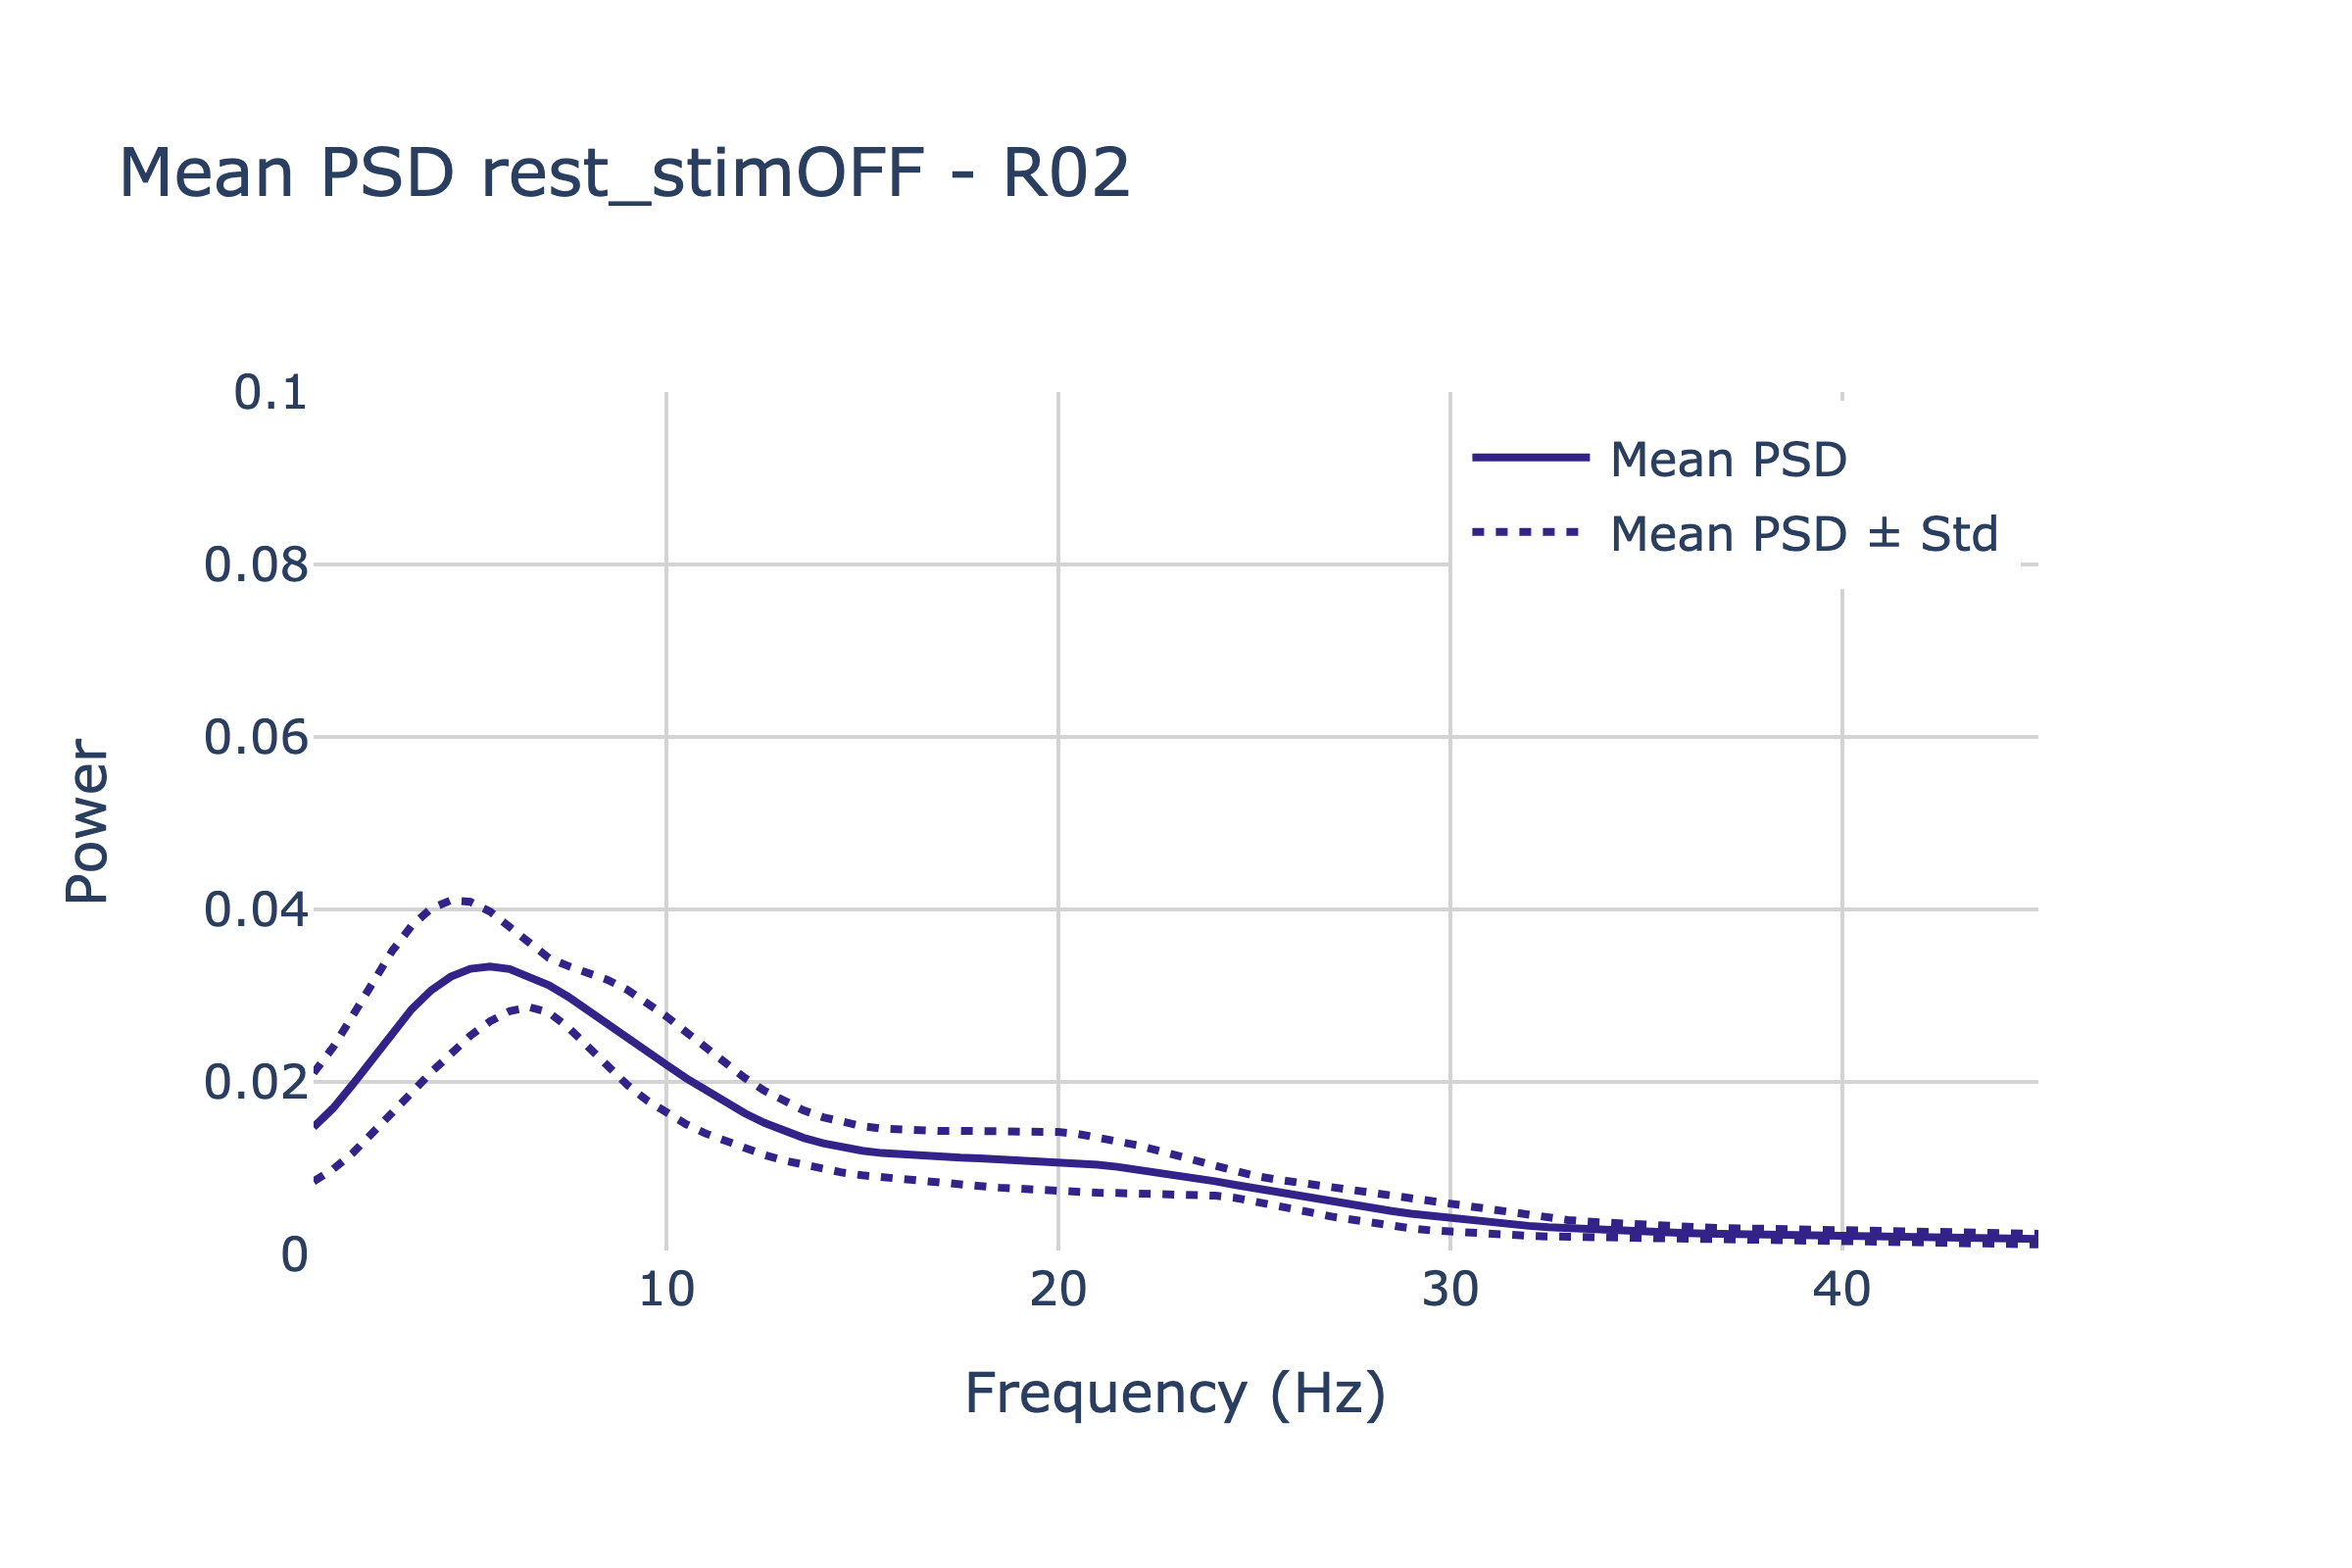 Mean PSD rest_stimOFF - R02
Mean PSD
Mean PSD ± Std
0.1
0.08
0.06
0.04
0.02
0
Power
10 20 30 40
Frequency (Hz)